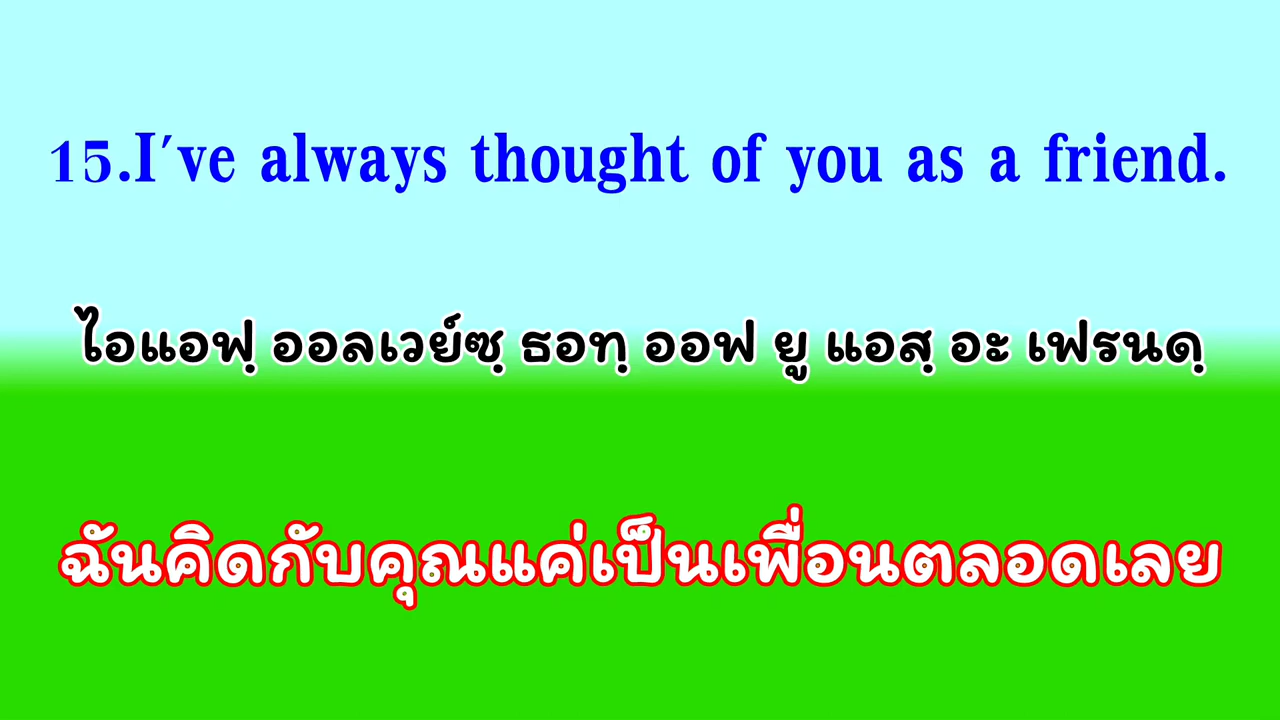 15.I've always thought of you as a friend.
ไอแอฟฺ ออลเวย์ซฺ ธอทฺ ออฟ ยู แอสฺ อะ เฟรนดฺ
ฉันคิดกับคุณแค่เป็นเพื่อนตลอดเลย